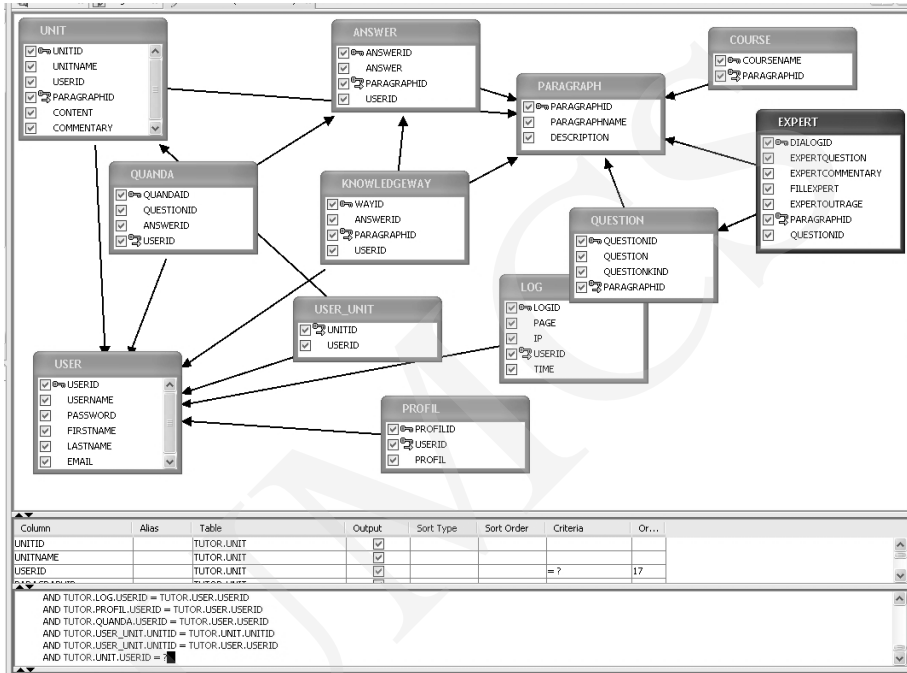 UNIT
UNITID
UNITNAME
USERID
PARAGRAPHID
CONTENT
COMMENTARY
ANSWER
ANSWERID
ANSWER
PARAGRAPHID
USERID
PARAGRAPH
PARAGRAPHID
PARAGRAPHNAME
DESCRIPTION
COURSE
COURSENAME
PARAGRAPHID
EXPERT
DIALOGID
EXPERTQUESTION
EXPERTCOMMENTARY
FILLEXPERT
EXPERTOUTRAGE
PARAGRAPHID
QUESTIONID
QUANDA
QUANDAID
QUESTIONID
ANSWERID
USERID
KNOWLEDGEWAY
WAYID
ANSWERID
PARAGRAPHID
USERID
QUESTION
QUESTIONID
QUESTION
QUESTIONKIND
PARAGRAPHID
LOG
LOGID
PAGE
IP
USERID
TIME
USER_UNIT
UNITID
USERID
USER
USERID
USERNAME
PASSWORD
FIRSTNAME
LASTNAME
EMAIL
PROFIL
PROFILID
USERID
PROFIL
Column Alias Table Output Sort Type Sort Order Criteria Or...
UNITID TUTOR.UNIT
UNITNAME TUTOR.UNIT
USERID TUTOR.UNIT = ? 17
PARAGRAPHID TUTOR.UNIT
AND TUTOR.LOG.USERID = TUTOR.USER.USERID
AND TUTOR.PROFIL.USERID = TUTOR.USER.USERID
AND TUTOR.QUANDA.USERID = TUTOR.USER.USERID
AND TUTOR.USER_UNIT.UNITID = TUTOR.UNIT.UNITID
AND TUTOR.USER_UNIT.UNITID = TUTOR.USER.USERID
AND TUTOR.UNIT.USERID = ?
UMCS